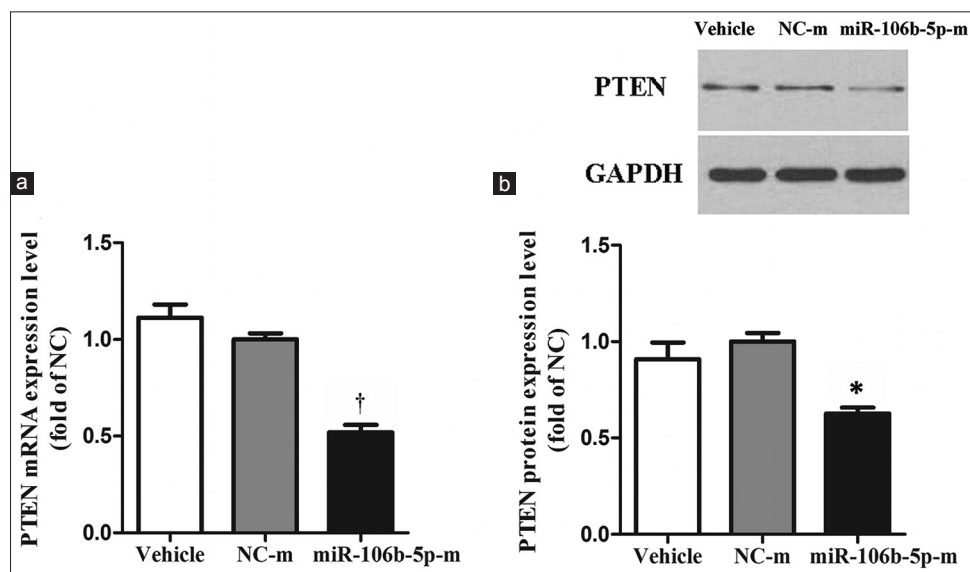 Vehicle NC-m miR-106b-5p-m
PTEN
GAPDH
a
PTEN mRNA expression level
(fold of NC)
1.5
1.0
0.5
0.0
†
Vehicle NC-m miR-106b-5p-m
b
PTEN protein expression level
(fold of NC)
1.5
1.0
0.5
0.0
*
Vehicle NC-m miR-106b-5p-m